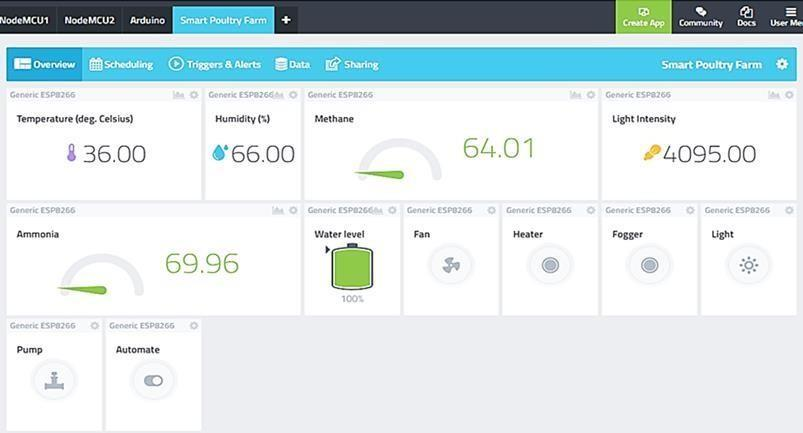 NodeMCU1 NodeMCU2 Arduino Smart Poultry Farm + Create App Community Docs User Me
Overview Scheduling Triggers & Alerts Data Sharing Smart Poultry Farm
Generic ESP8266 Generic ESP8266 Generic ESP8266 Generic ESP8266
Temperature (deg. Celsius) Humidity (%) Methane Light Intensity
36.00 66.00 64.01 4095.00
Generic ESP8266 Generic ESP8266 Generic ESP8266 Generic ESP8266 Generic ESP8266 Generic ESP8266
Ammonia Water level Fan Heater Fogger Light
69.96
100%
Generic ESP8266 Generic ESP8266
Pump Automate